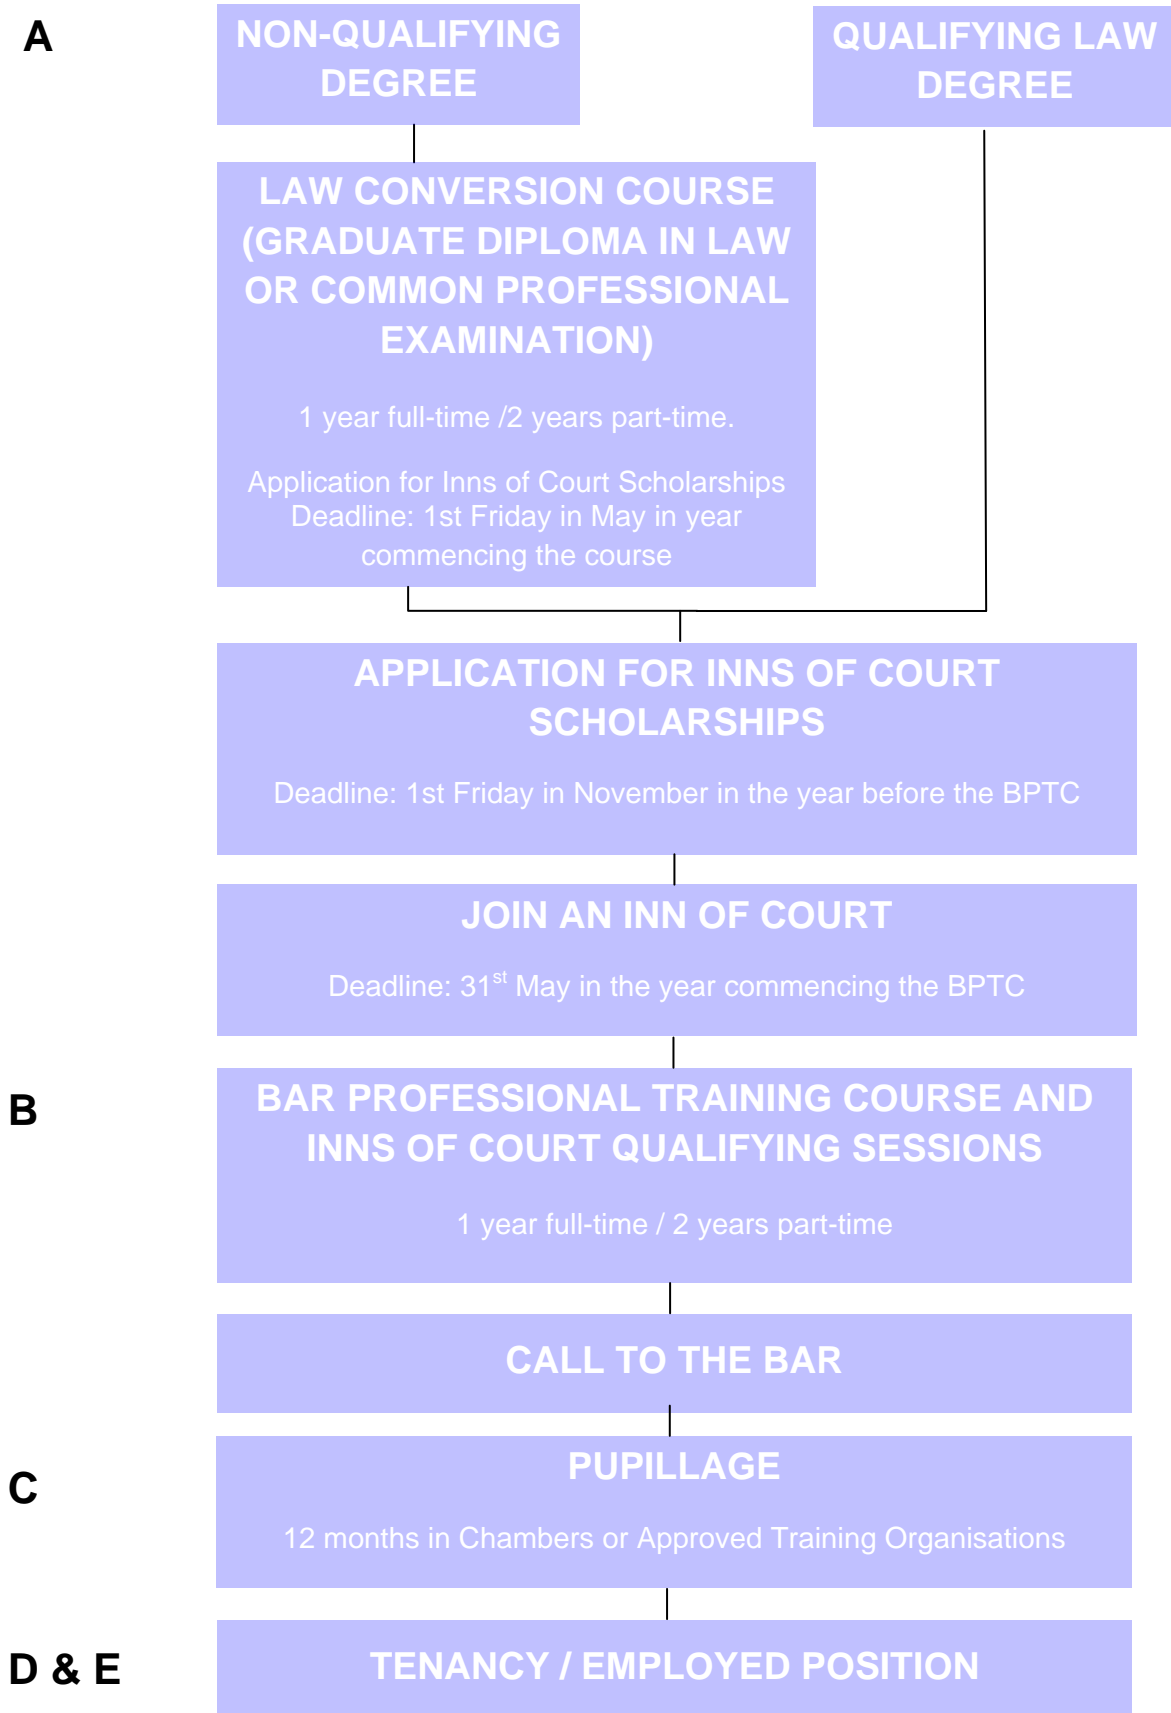 A
NON-QUALIFYING
DEGREE
QUALIFYING LAW
DEGREE
LAW CONVERSION COURSE
(GRADUATE DIPLOMA IN LAW
OR COMMON PROFESSIONAL
EXAMINATION)
1 year full-time /2 years part-time.
Application for Inns of Court Scholarships
Deadline: 1st Friday in May in year
commencing the course
APPLICATION FOR INNS OF COURT
SCHOLARSHIPS
Deadline: 1st Friday in November in the year before the BPTC
JOIN AN INN OF COURT
Deadline: 31st May in the year commencing the BPTC
B
BAR PROFESSIONAL TRAINING COURSE AND
INNS OF COURT QUALIFYING SESSIONS
1 year full-time / 2 years part-time
CALL TO THE BAR
C
PUPILLAGE
12 months in Chambers or Approved Training Organisations
D & E
TENANCY / EMPLOYED POSITION